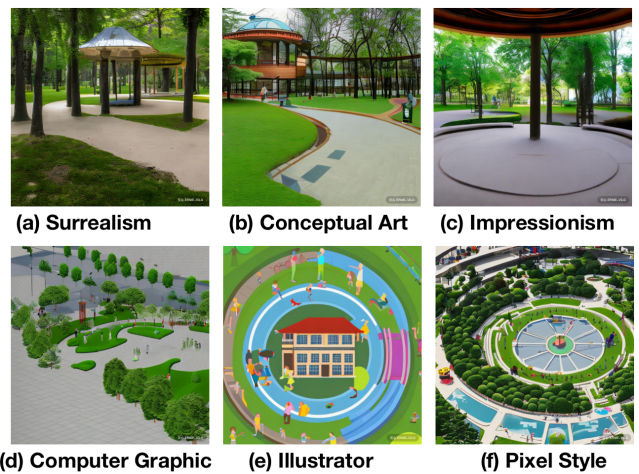 (a) Surrealism
(b) Conceptual Art
(c) Impressionism
(d) Computer Graphic
(e) Illustrator
(f) Pixel Style